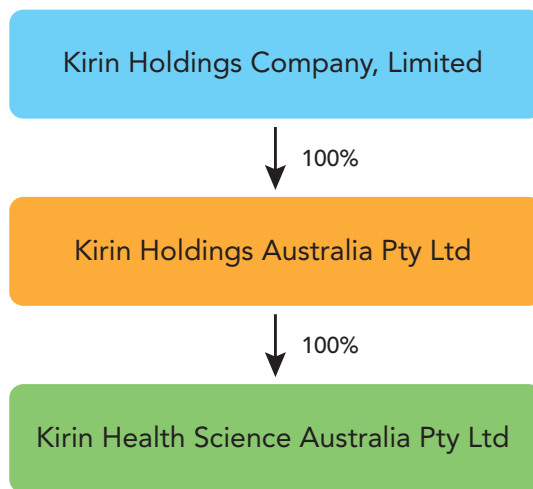 Kirin Holdings Company, Limited
100%
Kirin Holdings Australia Pty Ltd
100%
Kirin Health Science Australia Pty Ltd